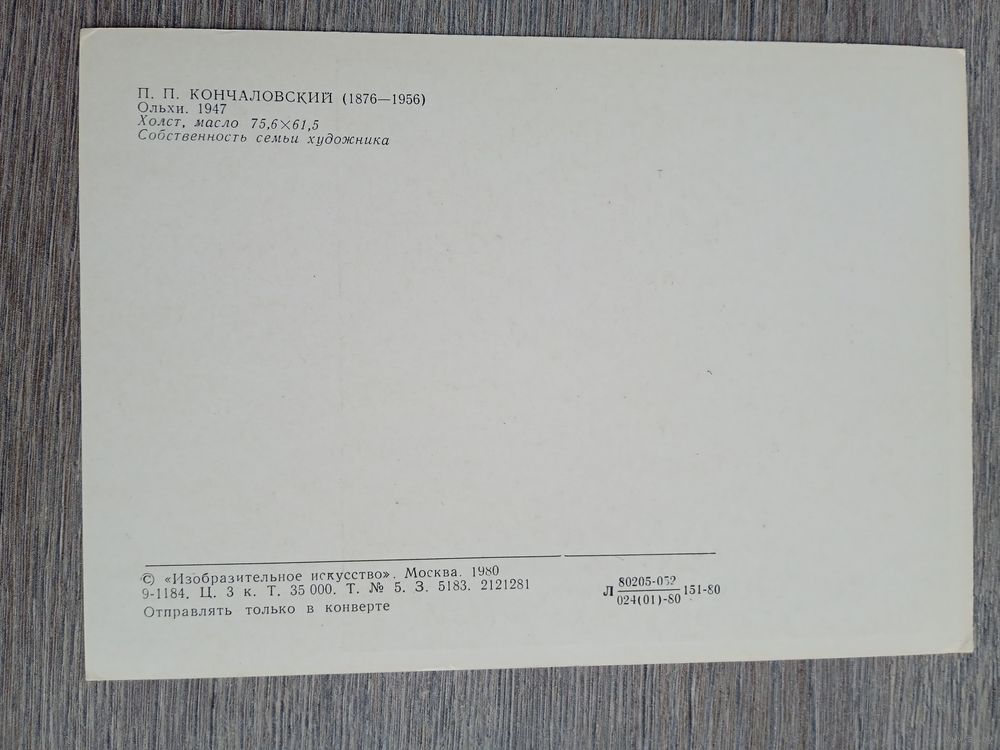 П. П. КОНЧАЛОВСКИЙ (1876—1956)
Ольхи. 1947
Холст, масло 75,6×61,5
Собственность семьи художника
© «Изобразительное искусство». Москва. 1980
9-1184. Ц. 3 к. Т. 35 000. Т. № 5. З. 5183. 2121281
Отправлять только в конверте
80205-
Л 151-80
024(01)-80